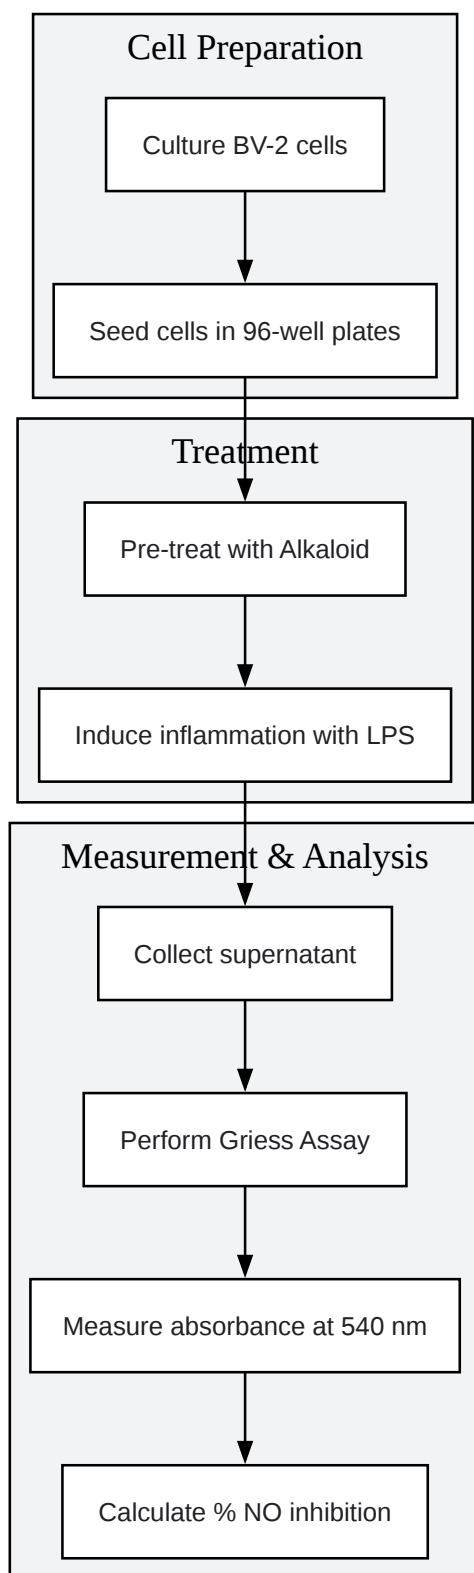 Cell Preparation
Culture BV-2 cells
Seed cells in 96-well plates
Treatment
Pre-treat with Alkaloid
Induce inflammation with LPS
Measurement & Analysis
Collect supernatant
Perform Griess Assay
Measure absorbance at 540 nm
Calculate % NO inhibition